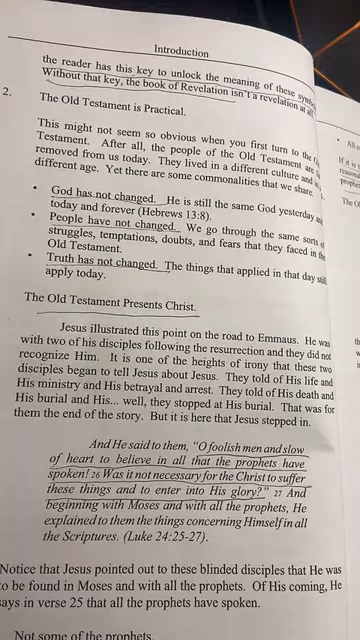 Introduction
the reader has this key to unlock the meaning of these
Without that key, the book of Revelation isn't a revelation at
2.
The Old Testament is Practical.
This might not seem so obvious when you first turn to the
Testament. After all, the people of the Old Testament are
removed from us today. They lived in a different culture and
different age. Yet there are some commonalities that we share.
• God has not changed. He is still the same God yesterday
today and forever (Hebrews 13:8).
• People have not changed. We go through the same sorts of
struggles, temptations, doubts, and fears that they faced in the
Old Testament.
• Truth has not changed. The things that applied in that day still
apply today.
The Old Testament Presents Christ.
Jesus illustrated this point on the road to Emmaus. He was
with two of his disciples following the resurrection and they did not
recognize Him. It is one of the heights of irony that these two
disciples began to tell Jesus about Jesus. They told of His life and
His ministry and His betrayal and arrest. They told of His death and
His burial and His... well, they stopped at His burial. That was for
them the end of the story. But it is here that Jesus stepped in.
And He said to them, "O foolish men and slow
of heart to believe in all that the prophets have
spoken! 26 Was it not necessary for the Christ to suffer
these things and to enter into His glory?" 27 And
beginning with Moses and with all the prophets, He
explained to them the things concerning Himself in all
the Scriptures. (Luke 24:25-27).
Notice that Jesus pointed out to these blinded disciples that He was
to be found in Moses and with all the prophets. Of His coming, He
says in verse 25 that all the prophets have spoken.
Not some of the prophets.
If it is